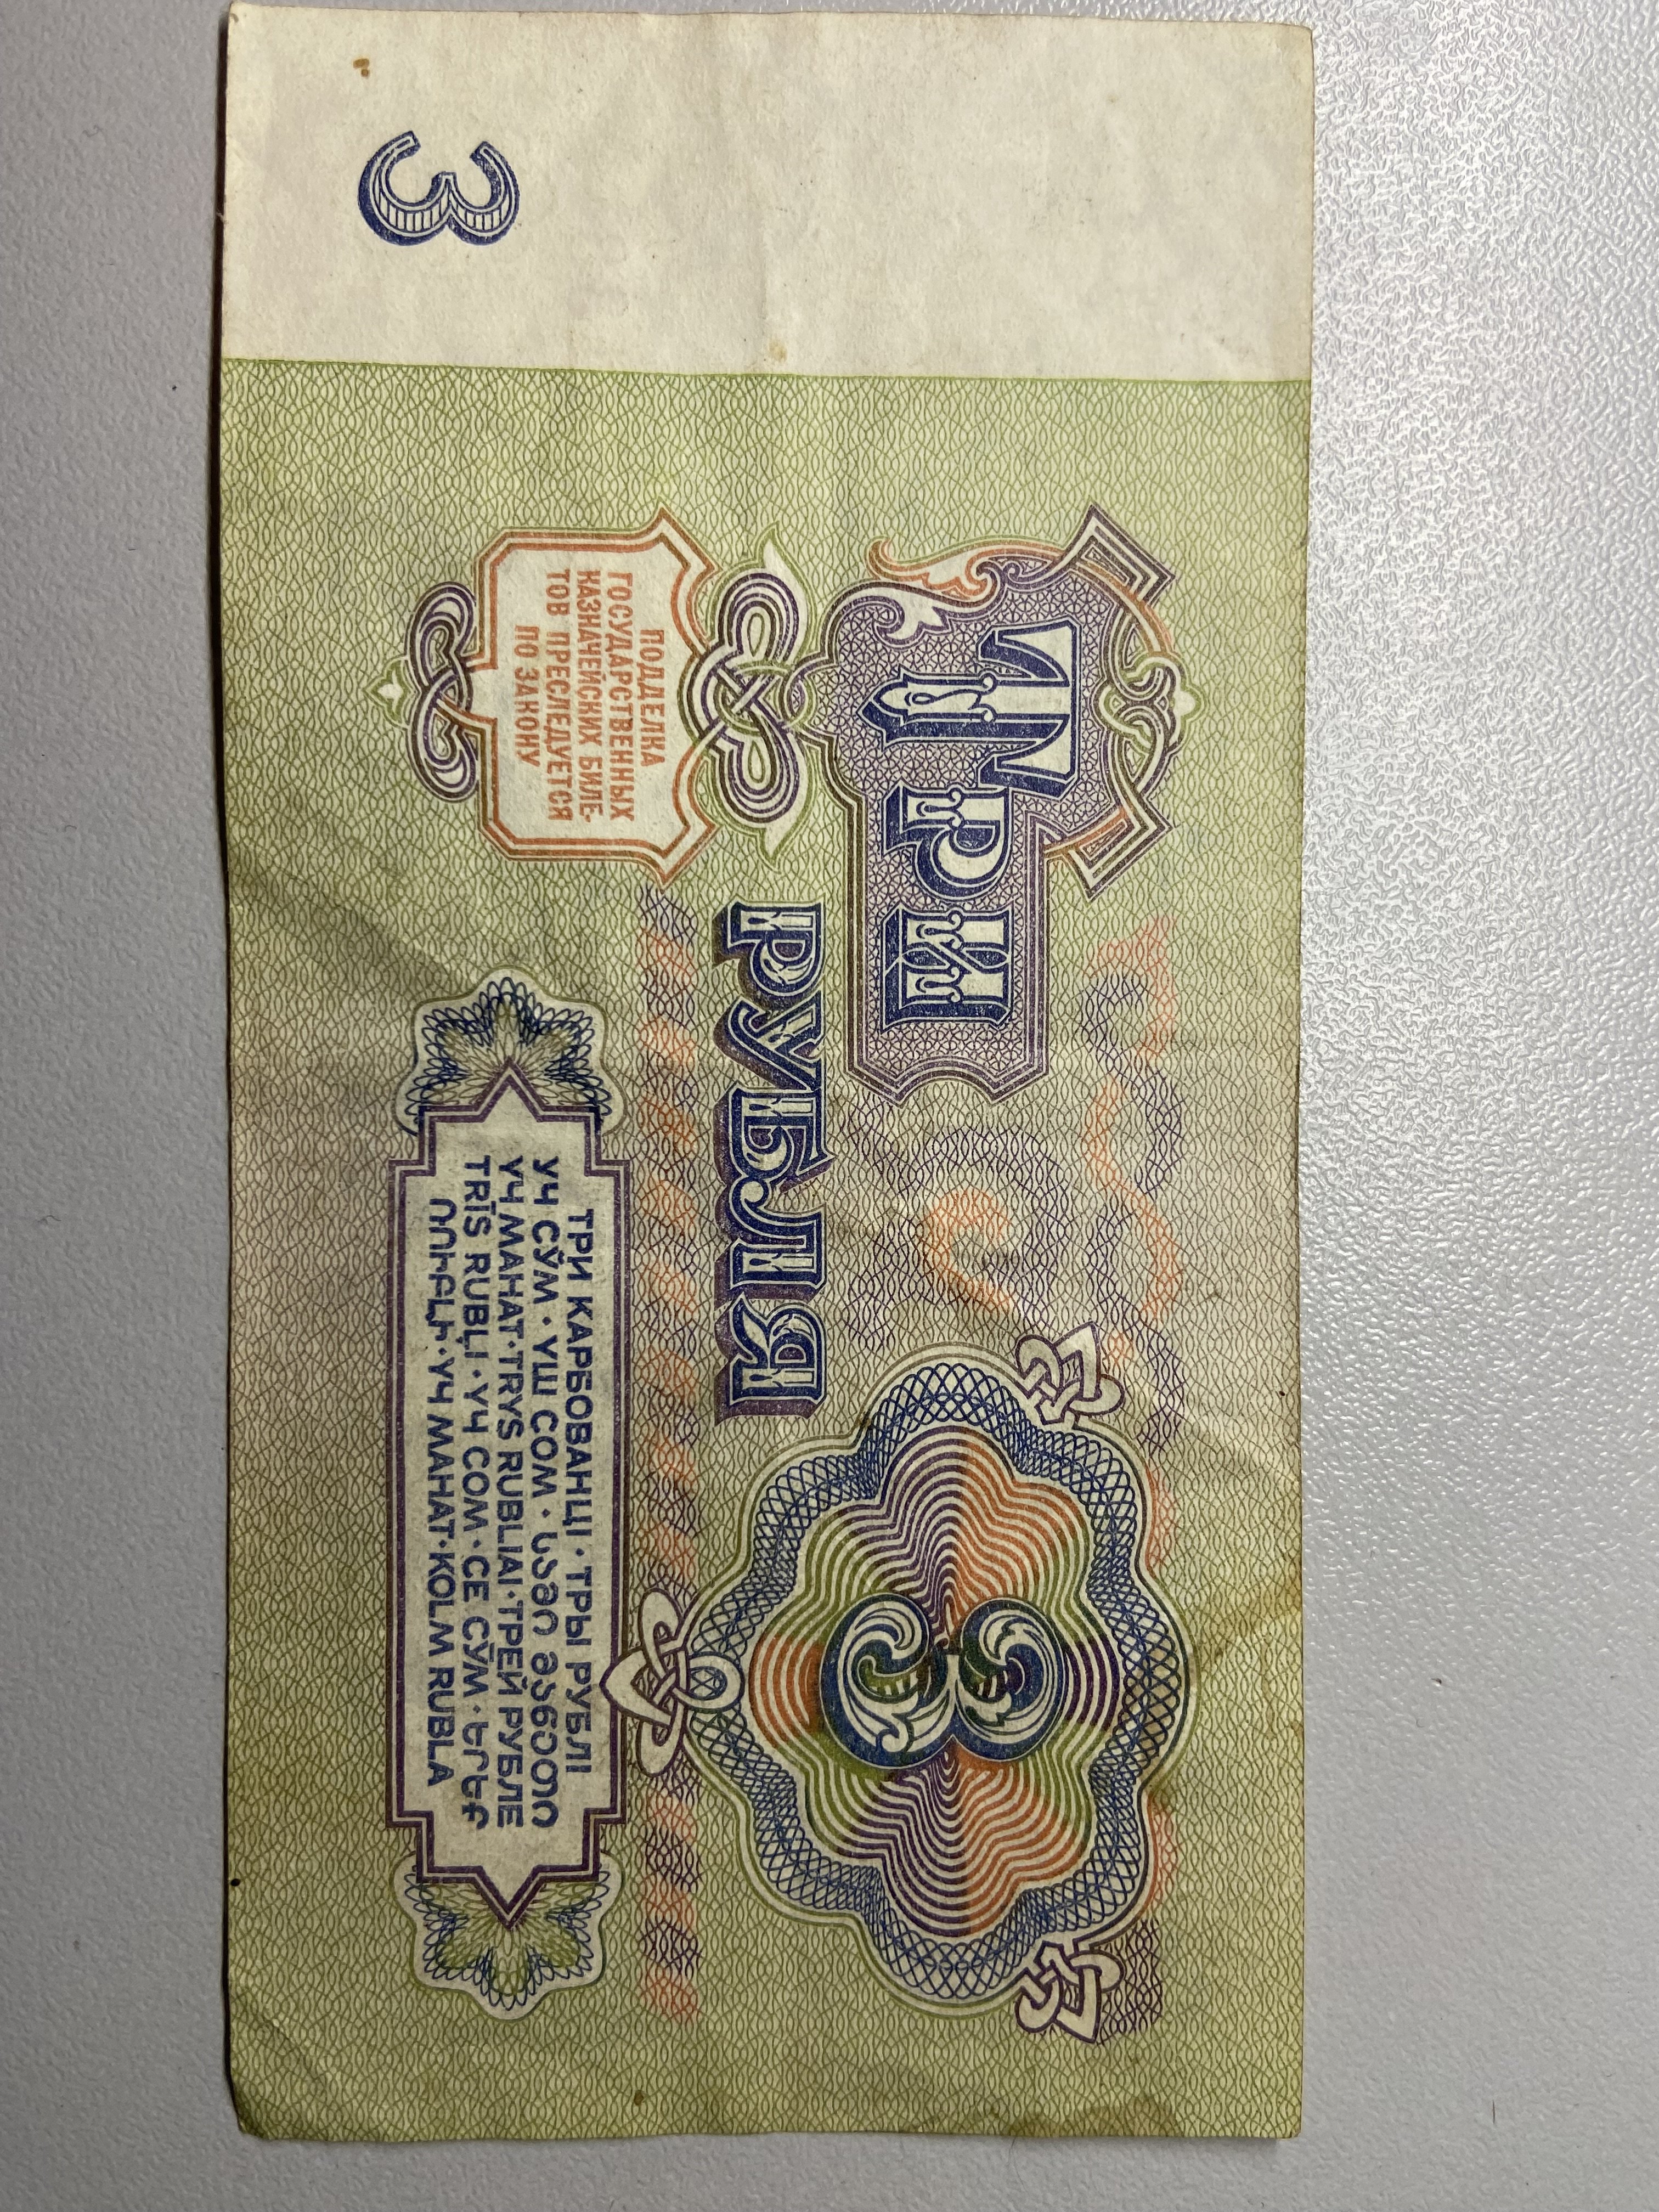 3
ТРИ
РУБЛЯ
3
ПОДДЕЛКА
ГОСУДАРСТВЕННЫХ
КАЗНАЧЕЙСКИХ БИЛЕ-
ТОВ ПРЕСЛЕДУЕТСЯ
ПО ЗАКОНУ
ТРИ КАРБОВАНЦІ · ТРЫ РУБЛІ
УЧ СЎМ · ҮШ СОМ · ᲡᲐᲛᲘ ᲛᲐᲜᲔᲗᲘ
ҮЧ МАНАТ · TRYS RUBLIAI · ТРЕЙ РУБЛЕ
TRĪS RUBĻI · ҮЧ СОМ · СЕ СӮМ · ԵՐԵՔ
ՌՈՒԲԼԻ · ҮЧ МАНАТ · KOLM RUBLA